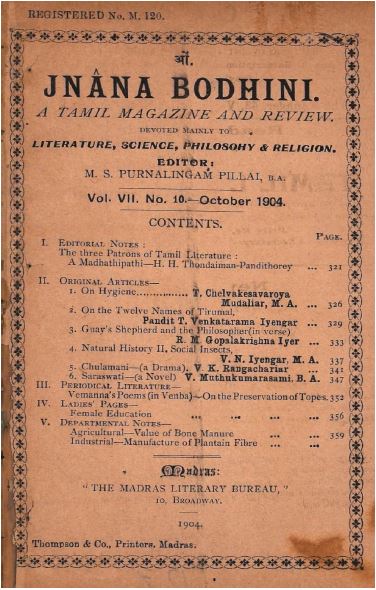 REGISTERED No. M. 120.
ஓம்.
JNÂNA BODHINI.
A TAMIL MAGAZINE AND REVIEW.
DEVOTED MAINLY TO
LITERATURE, SCIENCE, PHILOSOHY & RELIGION.
EDITOR:
M. S. PURNALINGAM PILLAI, B.A.
Vol. VII. No. 10.—October 1904.
CONTENTS.
PAGE.
I. EDITORIAL NOTES :
The three Patrons of Tamil Literature :
A Madhathipathi—H. H. Thondaiman-Pandithorey ... 321
II. ORIGINAL ARTICLES—
1. On Hygiene............... T. Chelvakesavaroya
Mudaliar, M. A. ... 326
2. On the Twelve Names of Tirumal,
Pandit T. Venkatarama Iyengar ... 329
3. Guay's Shepherd and the Philosopher(in verse)
R. M Gopalakrishna Iyer ... 333
4. Natural History II, Social Insects,
V. N. Iyengar, M. A. 337
5. Chulamani—(a Drama). V K. Rangachariar ... 341
6. Saraswati—(a Novel) V. Muthukumarasami. B. A. 347
III. PERIODICAL LITERATURE—
Vemanna's Poems (in Venba)—On the Preservation of Topes. 352
IV. LADIES' PAGES—
Female Education ... ... ... 356
V. DEPARTMENTAL NOTES—
Agricultural—Value of Bone Manure ... ... 359
Industrial—Manufacture of Plantain Fibre ... ...
Madras:
"THE MADRAS LITERARY BUREAU,"
10, BROADWAY.
1904.
Thompson & Co., Printers, Madras.